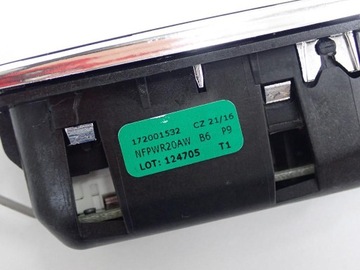 172001532 CZ 21/16
NFPWR20AW B6 P9
LOT: 124705 T1